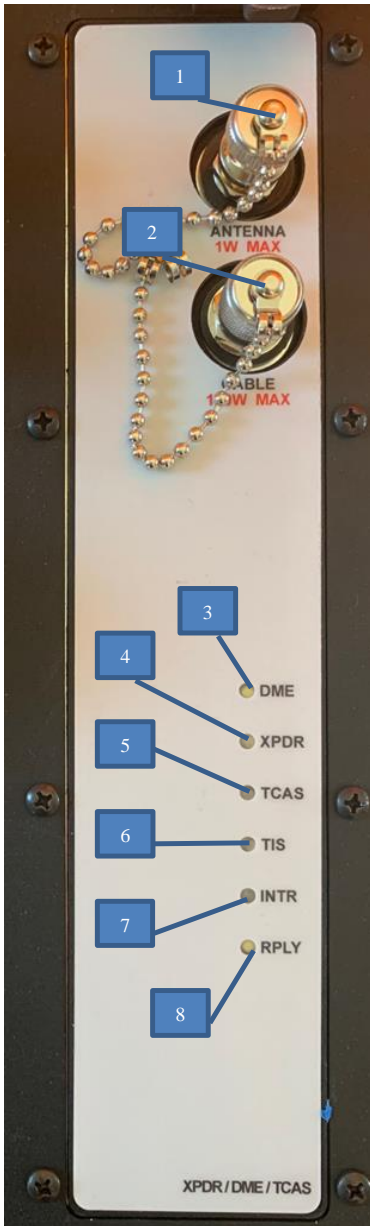 1
ANTENNA
1W MAX
2
CABLE
MAX
3
DME
4
XPDR
5
TCAS
6
TIS
7
INTR
RPLY
8
XPDR / DME / TCAS